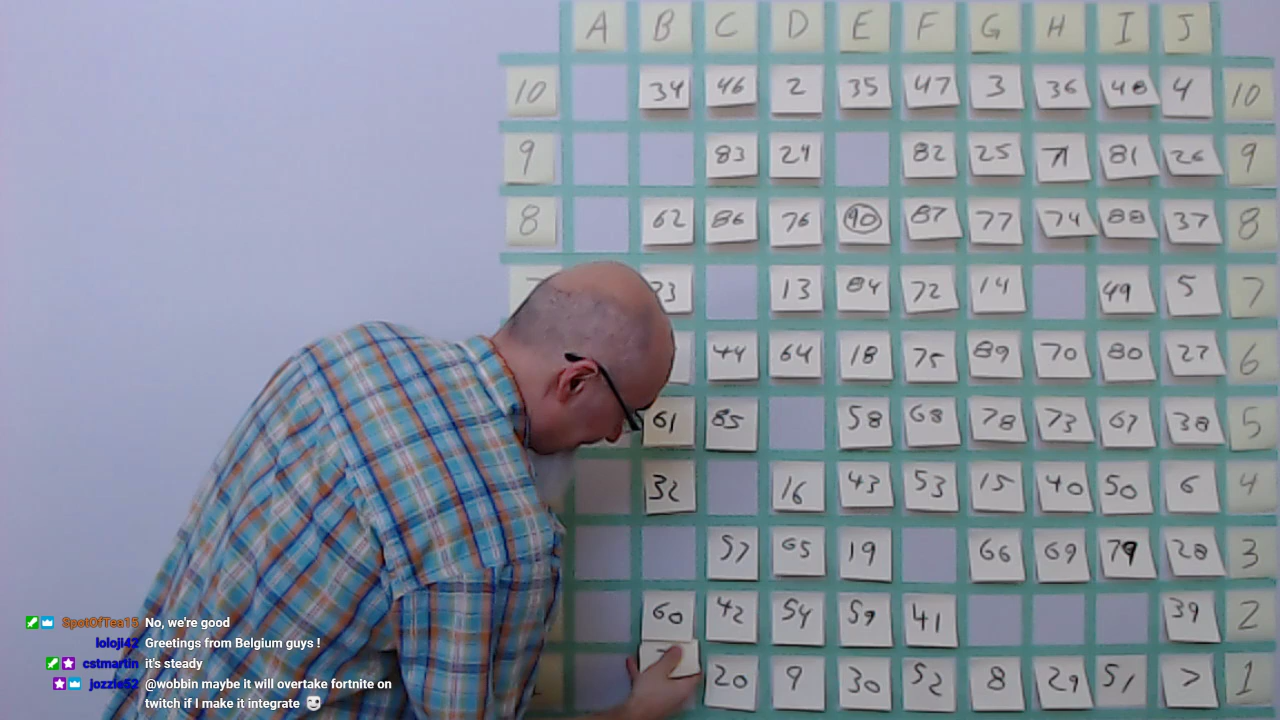 A B C D E F G H I J
10 34 46 2 35 47 3 36 48 4 10
9 83 24 82 25 71 81 26 9
8 62 86 76 90 87 77 74 88 37 8
13 84 72 14 49 5 7
44 64 18 75 89 70 80 27 6
61 85 58 68 78 73 67 38 5
32 16 43 53 15 40 50 6 4
57 65 19 66 69 79 28 3
60 42 54 59 41 39 2
20 9 30 52 8 29 51 7 1
SpotOfTea15 No, we're good
loloji42 Greetings from Belgium guys !
cstmartin it's steady
jozzie52 @wobbin maybe it will overtake fortnite on
twitch if I make it integrate